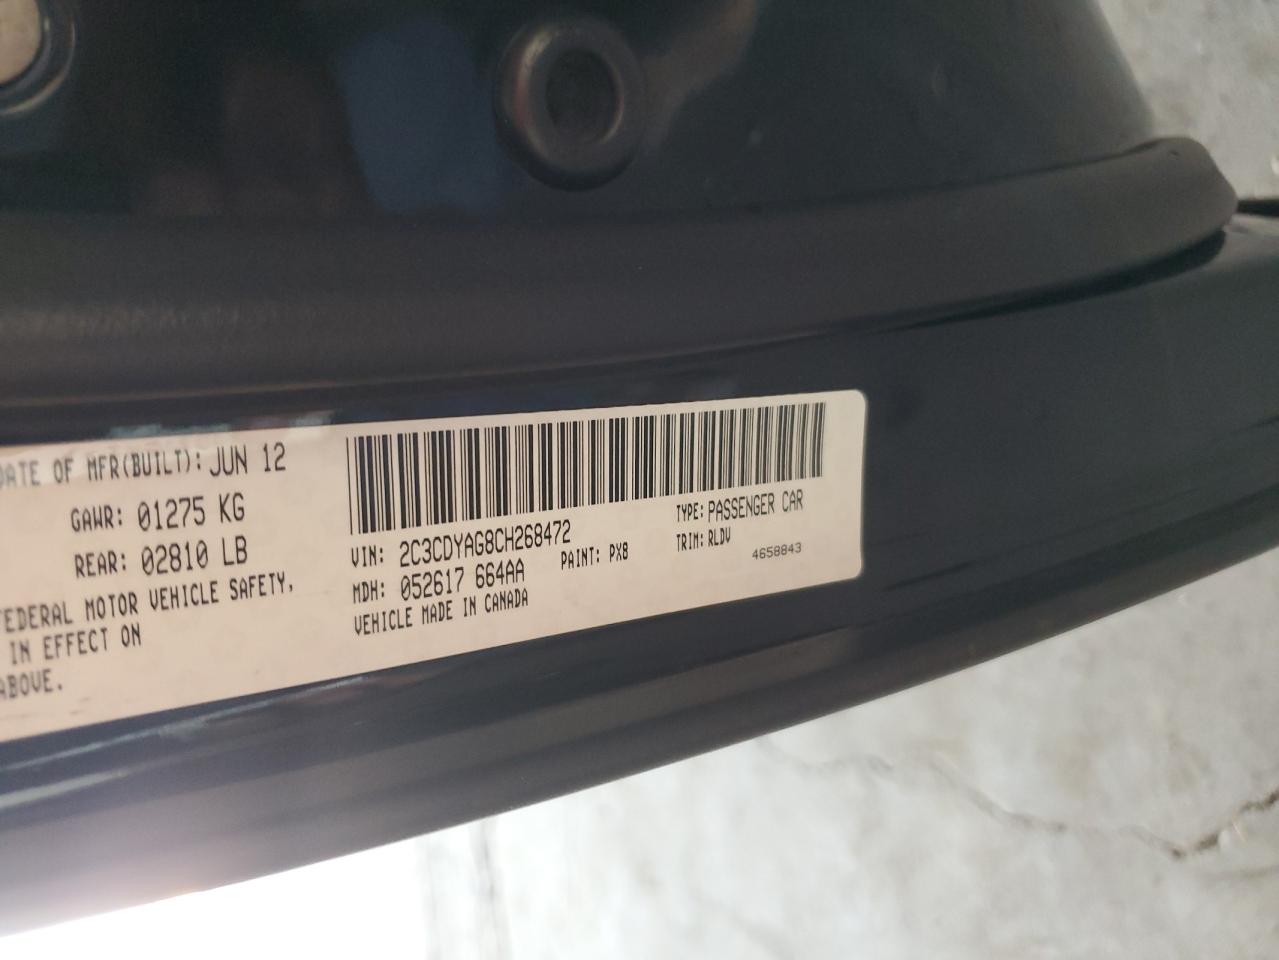 DATE OF MFR(BUILT): JUN 12
GAWR: 01275 KG
REAR: 02810 LB
FEDERAL MOTOR VEHICLE SAFETY,
IN EFFECT ON
ABOVE.
VIN: 2C3CDYAG8CH268472
TYPE: PASSENGER CAR
MDH: 052617 664AA
PAINT: PX8
TRIM: RLDV
VEHICLE MADE IN CANADA
4658843